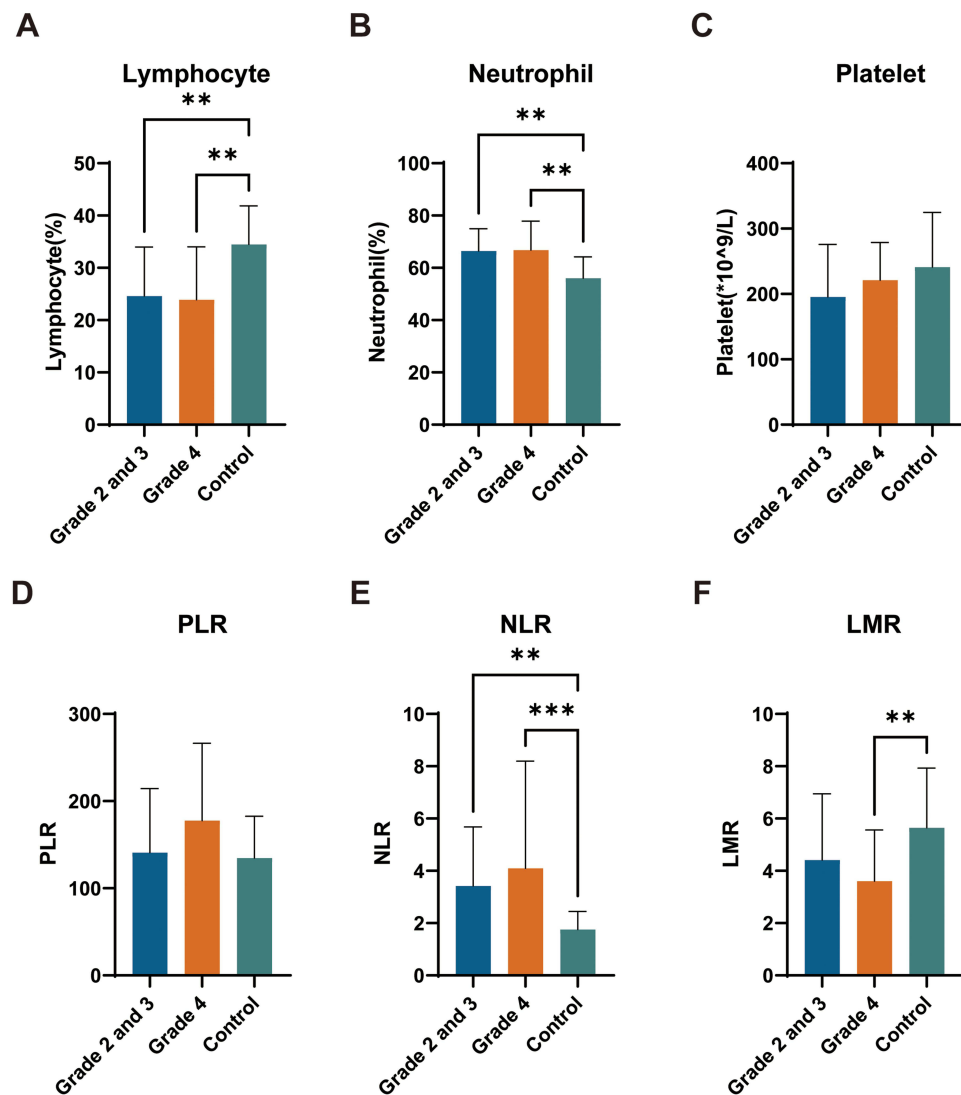 A
B
C
Lymphocyte
Neutrophil
Platelet
**
**
**
**
50
40
30
20
10
0
Lymphocyte(%)
Grade 2 and 3
Grade 4
Control
100
80
60
40
20
0
Neutrophil(%)
Grade 2 and 3
Grade 4
Control
400
300
200
100
0
Platelet(*10^9/L)
Grade 2 and 3
Grade 4
Control
D
E
F
PLR
NLR
LMR
**
***
**
300
200
100
0
PLR
Grade 2 and 3
Grade 4
Control
10
8
6
4
2
0
NLR
Grade 2 and 3
Grade 4
Control
10
8
6
4
2
0
LMR
Grade 2 and 3
Grade 4
Control